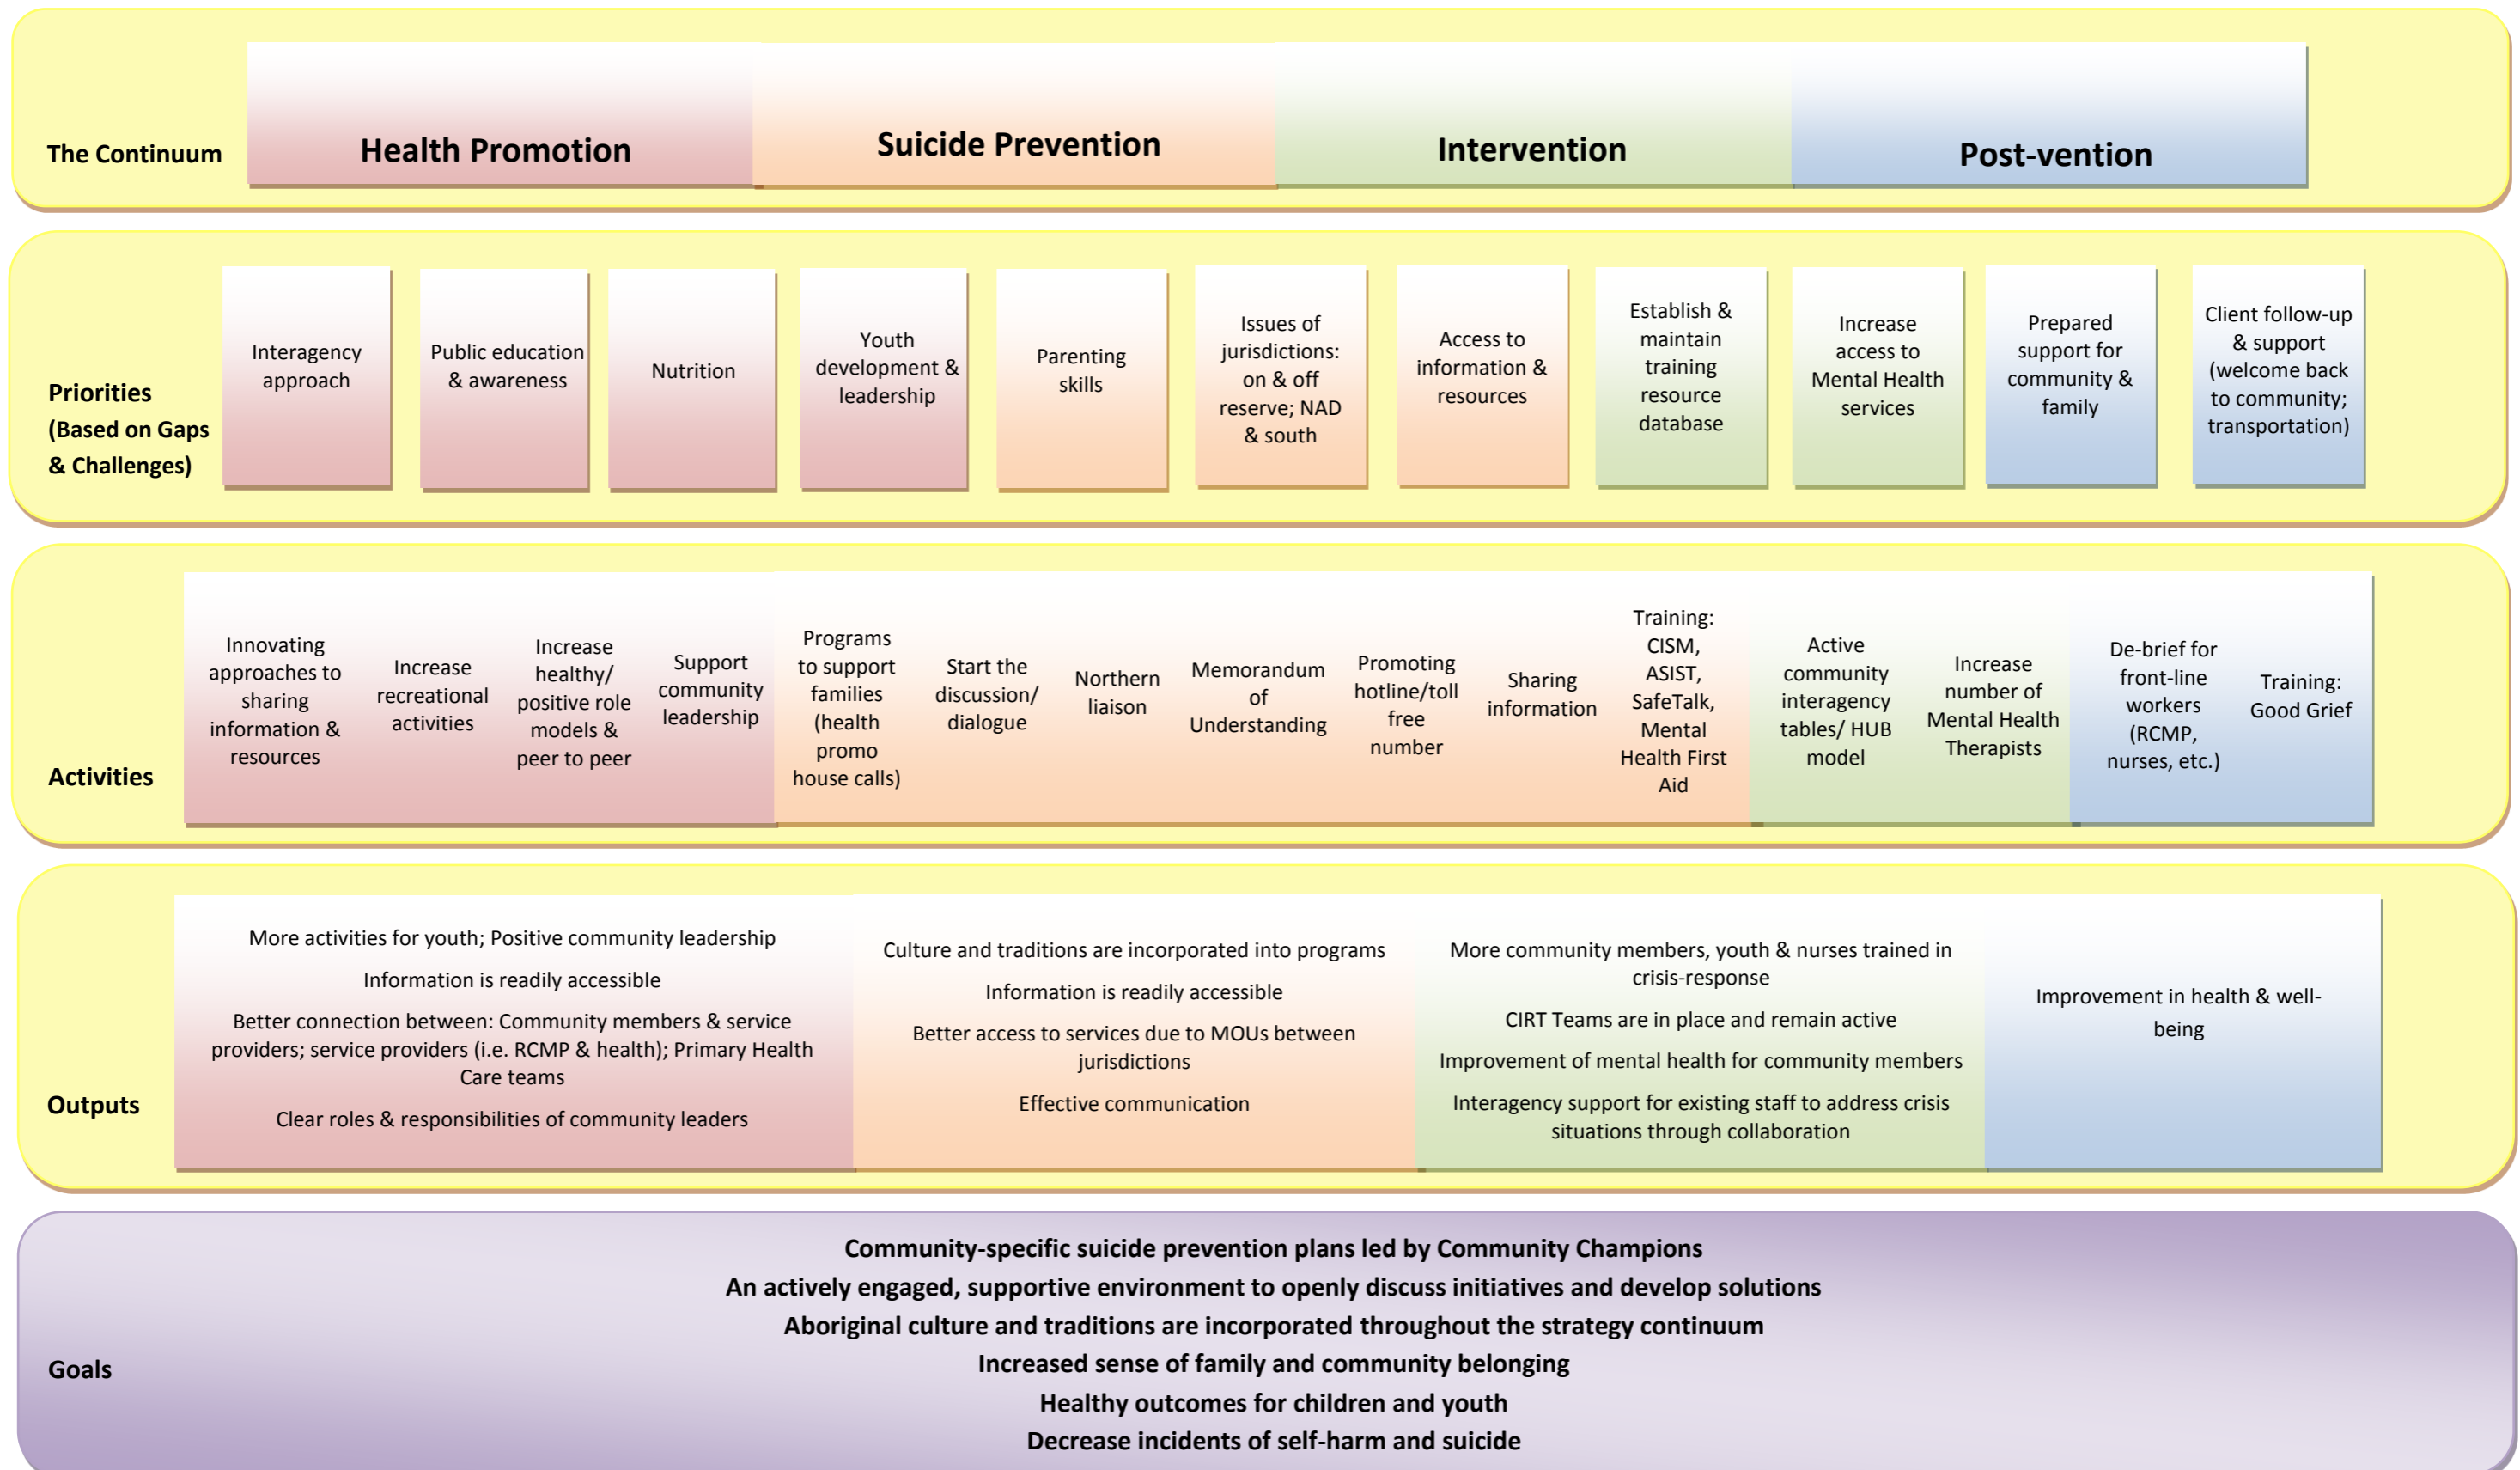 The Continuum
Health Promotion
Suicide Prevention
Intervention
Post-vention
Priorities
(Based on Gaps
& Challenges)
Interagency
approach
Public education
& awareness
Nutrition
Youth
development &
leadership
Parenting
skills
Issues of
jurisdictions:
on & off
reserve; NAD
& south
Access to
information &
resources
Establish &
maintain
training
resource
database
Increase
access to
Mental Health
services
Prepared
support for
community &
family
Client follow-up
& support
(welcome back
to community;
transportation)
Activities
Innovating
approaches to
sharing
information &
resources
Increase
recreational
activities
Increase
healthy/
positive role
models &
peer to peer
Support
community
leadership
Programs
to support
families
(health
promo
house calls)
Start the
discussion/
dialogue
Northern
liaison
Memorandum
of
Understanding
Promoting
hotline/toll
free
number
Sharing
information
Training:
CISM,
ASIST,
SafeTalk,
Mental
Health First
Aid
Active
community
interagency
tables/ HUB
model
Increase
number of
Mental Health
Therapists
De-brief for
front-line
workers
(RCMP,
nurses, etc.)
Training:
Good Grief
Outputs
More activities for youth; Positive community leadership
Information is readily accessible
Better connection between: Community members & service
providers; service providers (i.e. RCMP & health); Primary Health
Care teams
Clear roles & responsibilities of community leaders
Culture and traditions are incorporated into programs
Information is readily accessible
Better access to services due to MOUs between
jurisdictions
Effective communication
More community members, youth & nurses trained in
crisis-response
CIRT Teams are in place and remain active
Improvement of mental health for community members
Interagency support for existing staff to address crisis
situations through collaboration
Improvement in health & well-
being
Goals
Community-specific suicide prevention plans led by Community Champions
An actively engaged, supportive environment to openly discuss initiatives and develop solutions
Aboriginal culture and traditions are incorporated throughout the strategy continuum
Increased sense of family and community belonging
Healthy outcomes for children and youth
Decrease incidents of self-harm and suicide